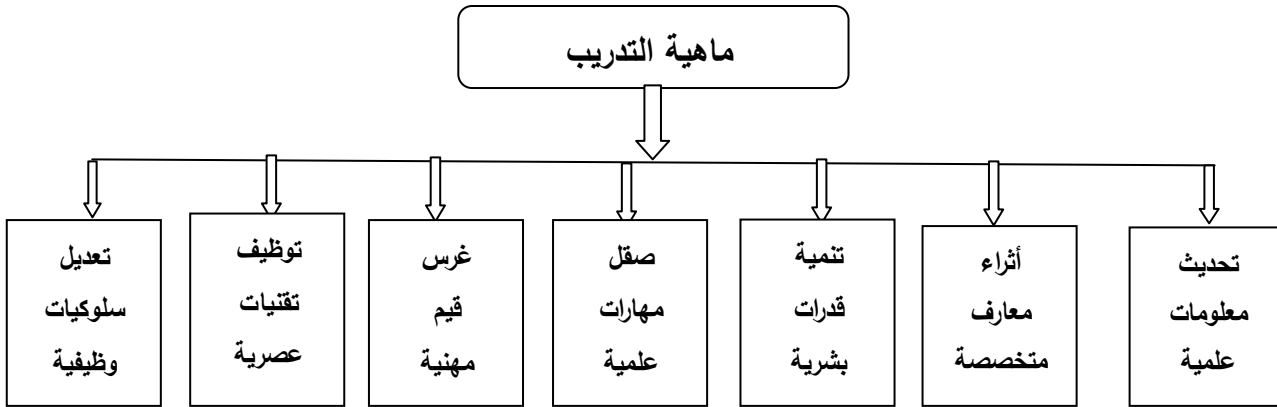 ماهية التدريب
تحديث
معلومات
علمية
أثراء
معارف
متخصصة
تنمية
قدرات
بشرية
صقل
مهارات
علمية
غرس
قيم
مهنية
توظيف
تقنيات
عصرية
تعديل
سلوكيات
وظيفية